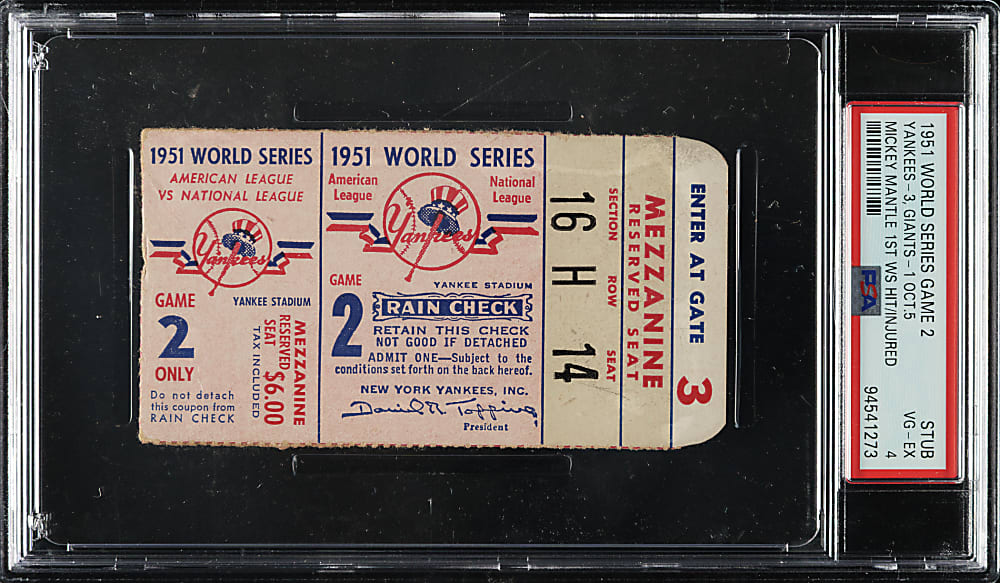 1951 WORLD SERIES
AMERICAN LEAGUE
VS NATIONAL LEAGUE
Yankees
GAME
2
ONLY
YANKEE STADIUM
Do not detach
this coupon from
RAIN CHECK
MEZZANINE
RESERVED
SEAT $6.00
TAX INCLUDED
1951 WORLD SERIES
American
League
National
League
Yankees
GAME
2
YANKEE STADIUM
RAIN CHECK
RETAIN THIS CHECK
NOT GOOD IF DETACHED
ADMIT ONE—Subject to the
conditions set forth on the back hereof.
NEW YORK YANKEES, INC.
Daniel R Topping
President
ENTER AT GATE 3
MEZZANINE
RESERVED SEAT
SECTION ROW SEAT
16 H 14
1951 WORLD SERIES GAME 2 STUB
YANKEES-3, GIANTS-1 OCT.5 VG-EX
MICKEY MANTLE 1ST WS HIT/INJURED 4
PSA 94541273